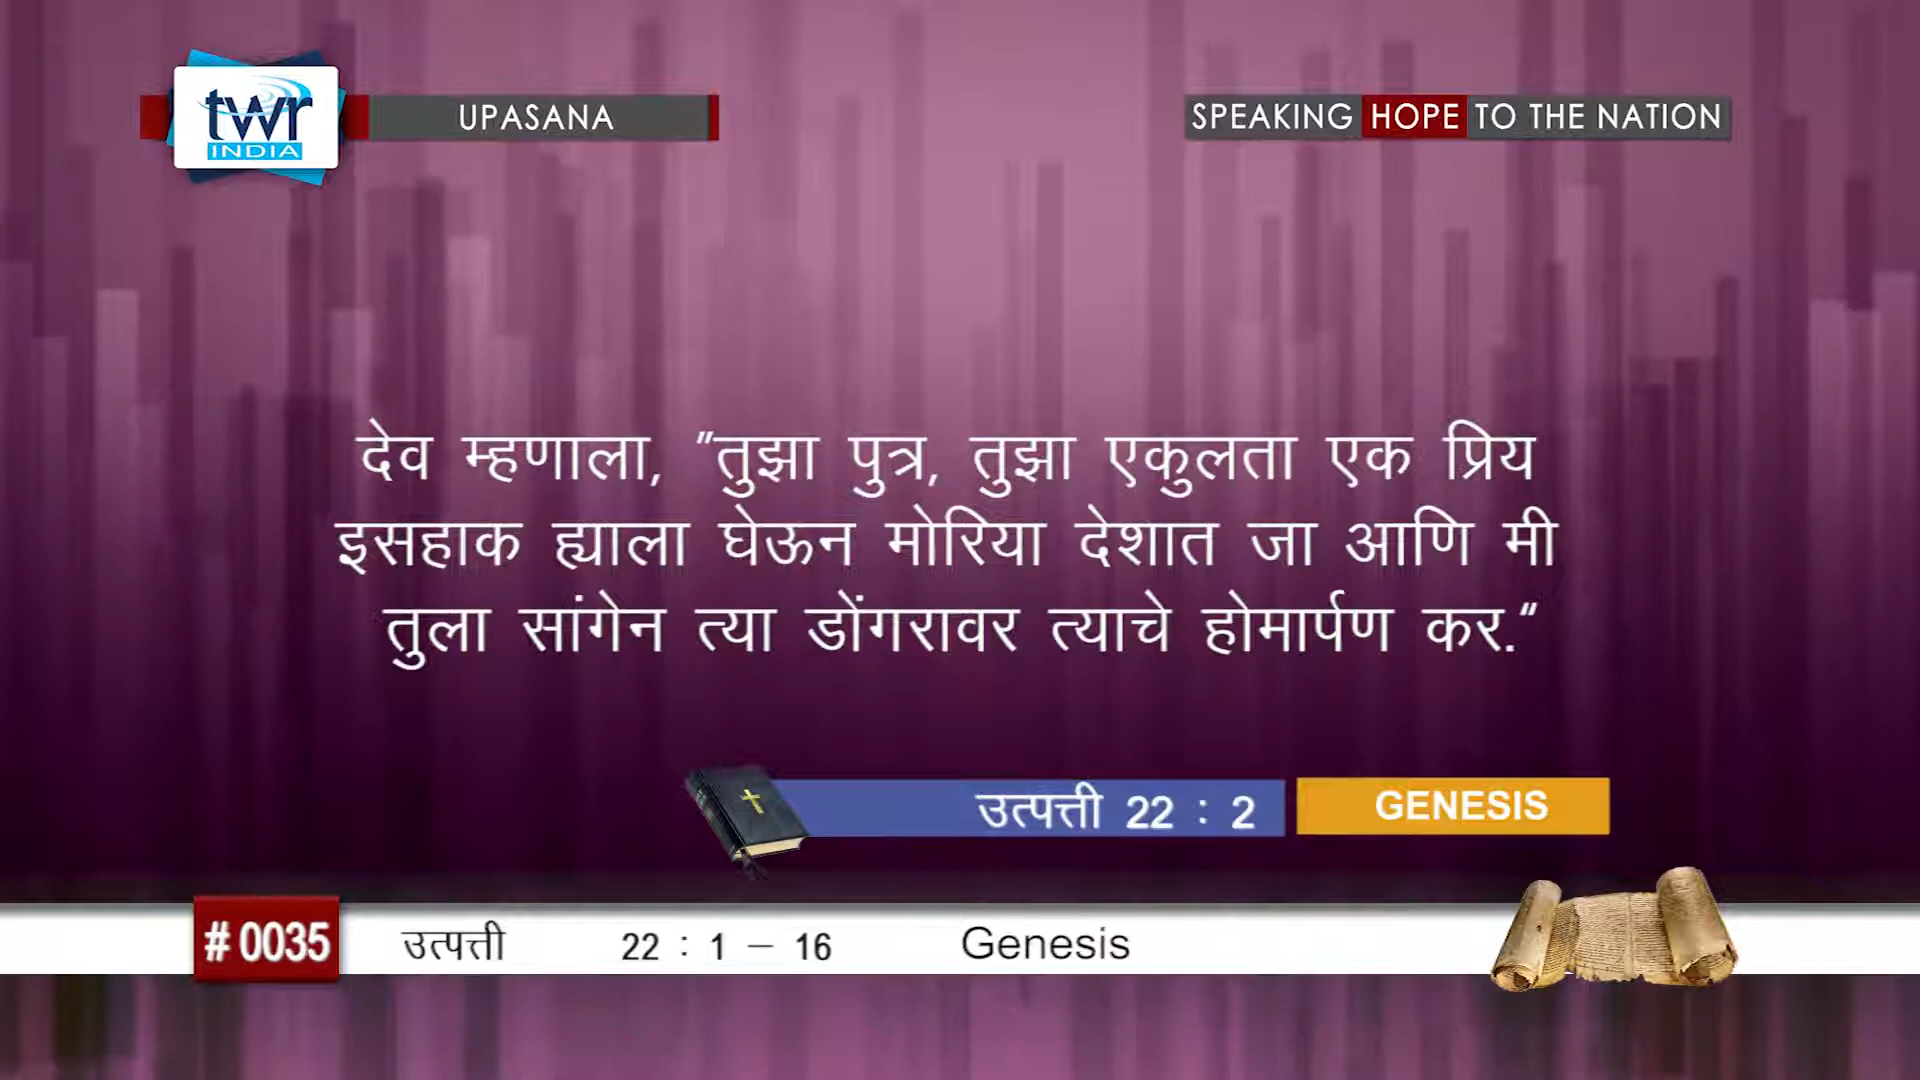 twr
INDIA
UPASANA
SPEAKING HOPE TO THE NATION
देव म्हणाला, "तुझा पुत्र, तुझा एकुलता एक प्रिय
इसहाक ह्याला घेऊन मोरिया देशात जा आणि मी
तुला सांगेन त्या डोंगरावर त्याचे होमार्पण कर."
उत्पत्ती 22 : 2
GENESIS
# 0035
उत्पत्ती 22 : 1 – 16 Genesis